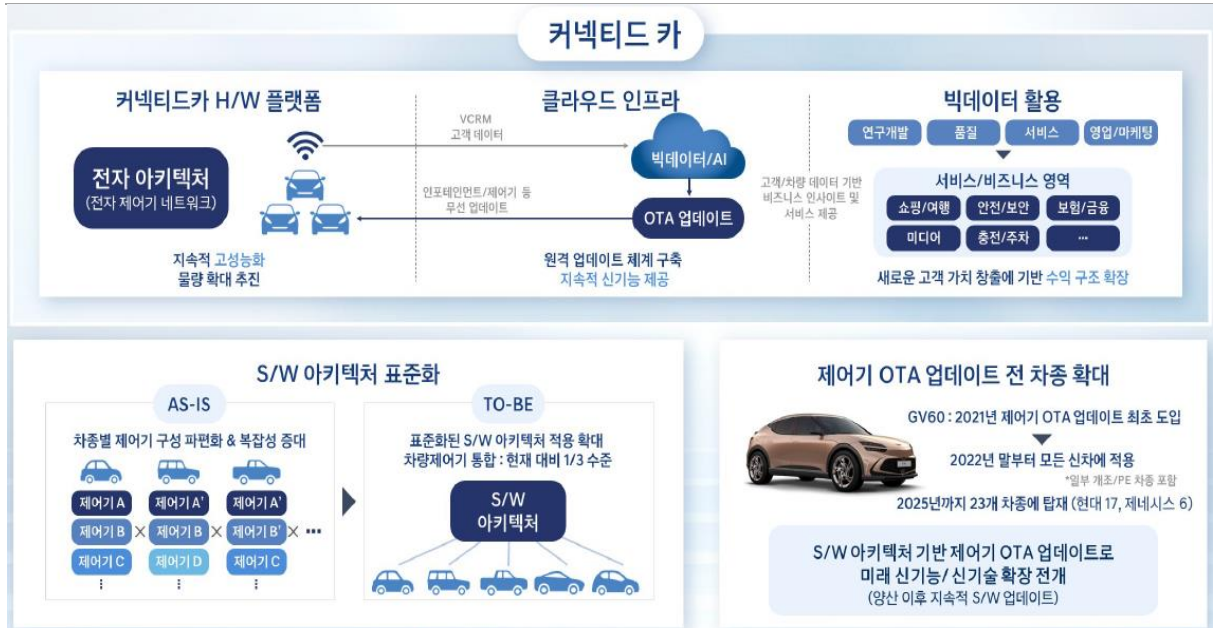 커넥티드 카
커넥티드카 H/W 플랫폼
전자 아키텍처
(전자 제어기 네트워크)
지속적 고성능화
물량 확대 추진
VCRM
고객 데이터
인포테인먼트/제어기 등
무선 업데이트
클라우드 인프라
빅데이터/AI
OTA 업데이트
원격 업데이트 체계 구축
지속적 신기능 제공
고객/차량 데이터 기반
비즈니스 인사이트 및
서비스 제공
빅데이터 활용
연구개발
품질
서비스
영업/마케팅
서비스/비즈니스 영역
쇼핑/여행
안전/보안
보험/금융
미디어
충전/주차
...
새로운 고객 가치 창출에 기반 수익 구조 확장
S/W 아키텍처 표준화
AS-IS
차종별 제어기 구성 파편화 & 복잡성 증대
제어기 A 제어기 A' 제어기 A'
제어기 B X 제어기 B X 제어기 B' X ...
제어기 C 제어기 D 제어기 C
TO-BE
표준화된 S/W 아키텍처 적용 확대
차량제어기 통합 : 현재 대비 1/3 수준
S/W
아키텍처
제어기 OTA 업데이트 전 차종 확대
GV60 : 2021년 제어기 OTA 업데이트 최초 도입
2022년 말부터 모든 신차에 적용
*일부 개조/PE 차종 포함
2025년까지 23개 차종에 탑재 (현대 17, 제네시스 6)
S/W 아키텍처 기반 제어기 OTA 업데이트로
미래 신기능/신기술 확장 전개
(양산 이후 지속적 S/W 업데이트)